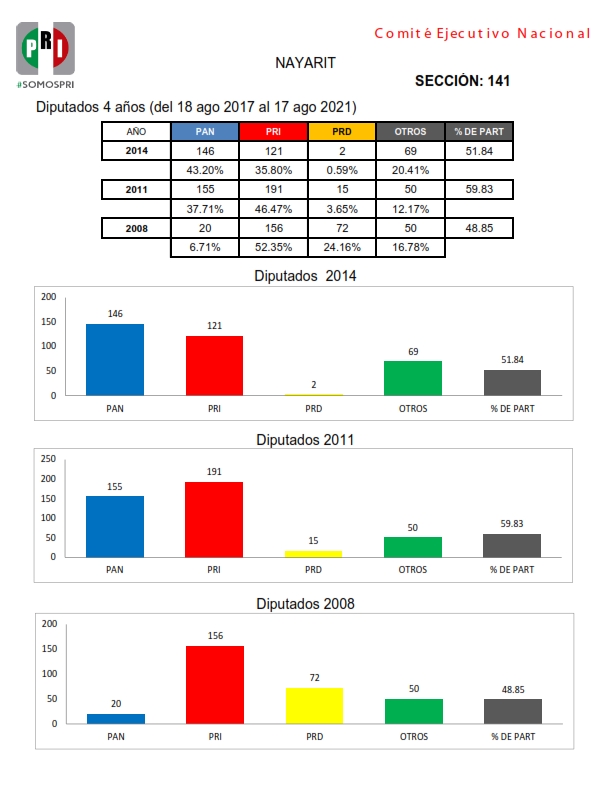 Comité Ejecutivo Nacional
PRI
#SOMOSPRI
NAYARIT
SECCIÓN: 141
Diputados 4 años (del 18 ago 2017 al 17 ago 2021)
AÑO PAN PRI PRD OTROS % DE PART
2014 146 121 2 69 51.84
43.20% 35.80% 0.59% 20.41%
2011 155 191 15 50 59.83
37.71% 46.47% 3.65% 12.17%
2008 20 156 72 50 48.85
6.71% 52.35% 24.16% 16.78%
Diputados 2014
200
150
100
50
0
146 121 2 69 51.84
PAN PRI PRD OTROS % DE PART
Diputados 2011
250
200
150
100
50
0
155 191 15 50 59.83
PAN PRI PRD OTROS % DE PART
Diputados 2008
200
150
100
50
0
20 156 72 50 48.85
PAN PRI PRD OTROS % DE PART